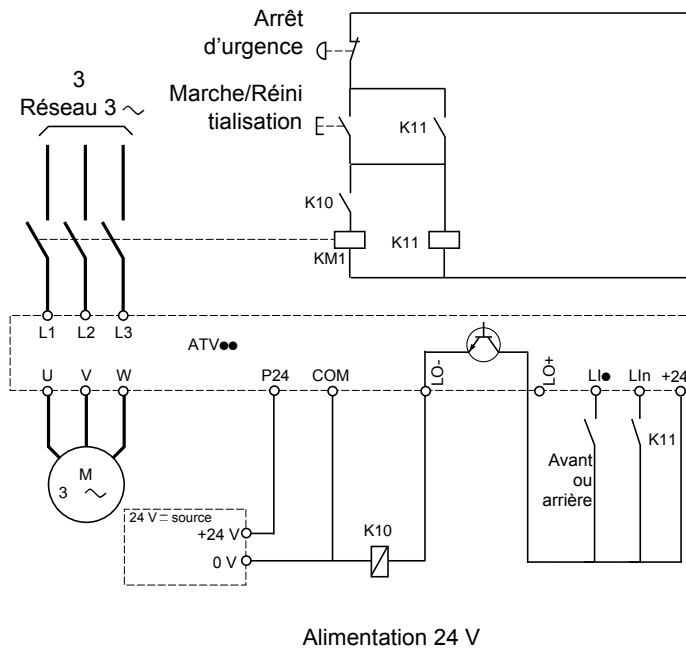 Arrêt
d’urgence
3
Réseau 3 ~
Marche/Réini
tialisation
K11
K10
KM1
K11
L1 L2 L3
ATV●●
U V W
P24 COM LO- LO+ LI● LIn +24
K11
Avant
ou
arrière
M
3 ~
24 V source
+24 V
0 V
K10
Alimentation 24 V